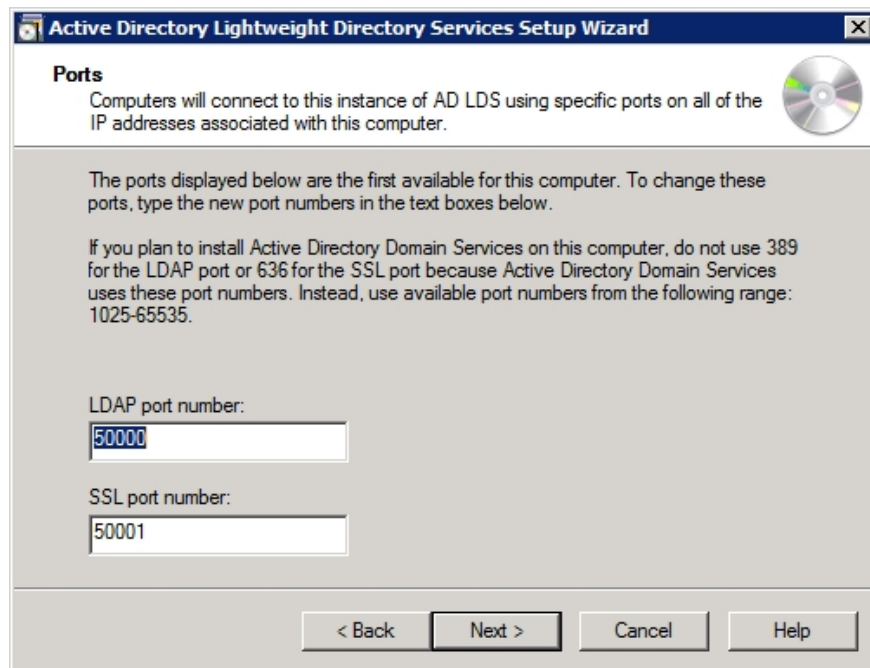 Active Directory Lightweight Directory Services Setup Wizard
Ports
Computers will connect to this instance of AD LDS using specific ports on all of the
IP addresses associated with this computer.
The ports displayed below are the first available for this computer. To change these
ports, type the new port numbers in the text boxes below.
If you plan to install Active Directory Domain Services on this computer, do not use 389
for the LDAP port or 636 for the SSL port because Active Directory Domain Services
uses these port numbers. Instead, use available port numbers from the following range:
1025-65535.
LDAP port number:
50000
SSL port number:
50001
< Back Next > Cancel Help